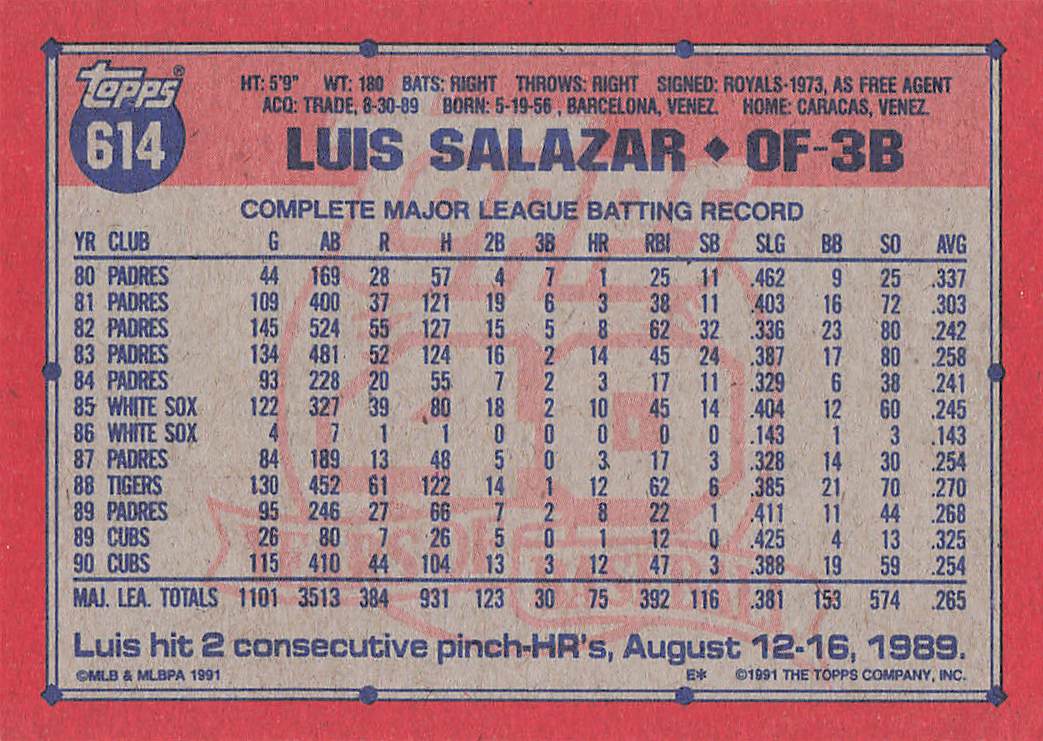 topps®
614
HT: 5'9" WT: 180 BATS: RIGHT THROWS: RIGHT SIGNED: ROYALS-1973, AS FREE AGENT
ACQ: TRADE, 8-30-89 BORN: 5-19-56, BARCELONA, VENEZ. HOME: CARACAS, VENEZ.
LUIS SALAZAR ◆ OF-3B
COMPLETE MAJOR LEAGUE BATTING RECORD
YR CLUB G AB R H 2B 3B HR RBI SB SLG BB SO AVG
80 PADRES 44 169 28 57 4 7 1 25 11 .462 9 25 .337
81 PADRES 109 400 37 121 19 6 3 38 11 .403 16 72 .303
82 PADRES 145 524 55 127 15 5 8 62 32 .336 23 80 .242
83 PADRES 134 481 52 124 16 2 14 45 24 .387 17 80 .258
84 PADRES 93 228 20 55 7 2 3 17 11 .329 6 38 .241
85 WHITE SOX 122 327 39 80 18 2 10 45 14 .404 12 60 .245
86 WHITE SOX 4 7 1 1 0 0 0 0 0 .143 1 3 .143
87 PADRES 84 189 13 48 5 0 3 17 3 .328 14 30 .254
88 TIGERS 130 452 61 122 14 1 12 62 6 .385 21 70 .270
89 PADRES 95 246 27 66 7 2 8 22 1 .411 11 44 .268
89 CUBS 26 80 7 26 5 0 1 12 0 .425 4 13 .325
90 CUBS 115 410 44 104 13 3 12 47 3 .388 19 59 .254
MAJ. LEA. TOTALS 1101 3513 384 931 123 30 75 392 116 .381 153 574 .265
Luis hit 2 consecutive pinch-HR's, August 12-16, 1989.
©MLB & MLBPA 1991 E* ©1991 THE TOPPS COMPANY, INC.